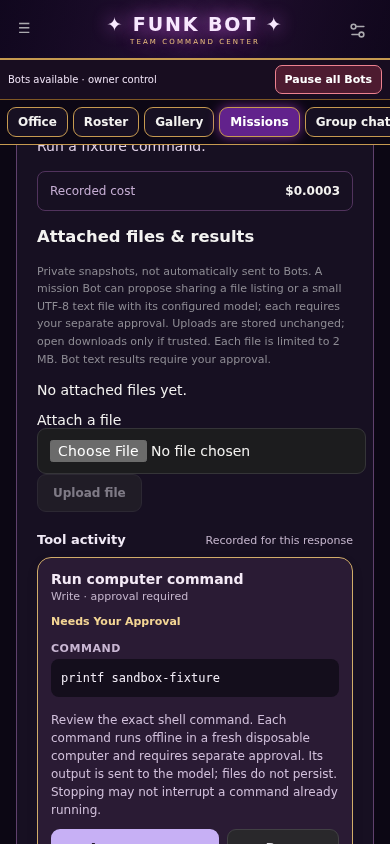 ☰
✦ FUNK BOT ✦
TEAM COMMAND CENTER
Bots available · owner control
Pause all Bots
Office
Roster
Gallery
Missions
Group chat
Run a fixture command.
Recorded cost
$0.0003
Attached files & results
Private snapshots, not automatically sent to Bots. A
mission Bot can propose sharing a file listing or a small
UTF-8 text file with its configured model; each requires
your separate approval. Uploads are stored unchanged;
open downloads only if trusted. Each file is limited to 2
MB. Bot text results require your approval.
No attached files yet.
Attach a file
Choose File No file chosen
Upload file
Tool activity
Recorded for this response
Run computer command
Write · approval required
Needs Your Approval
COMMAND
printf sandbox-fixture
Review the exact shell command. Each
command runs offline in a fresh disposable
computer and requires separate approval. Its
output is sent to the model; files do not persist.
Stopping may not interrupt a command already
running.